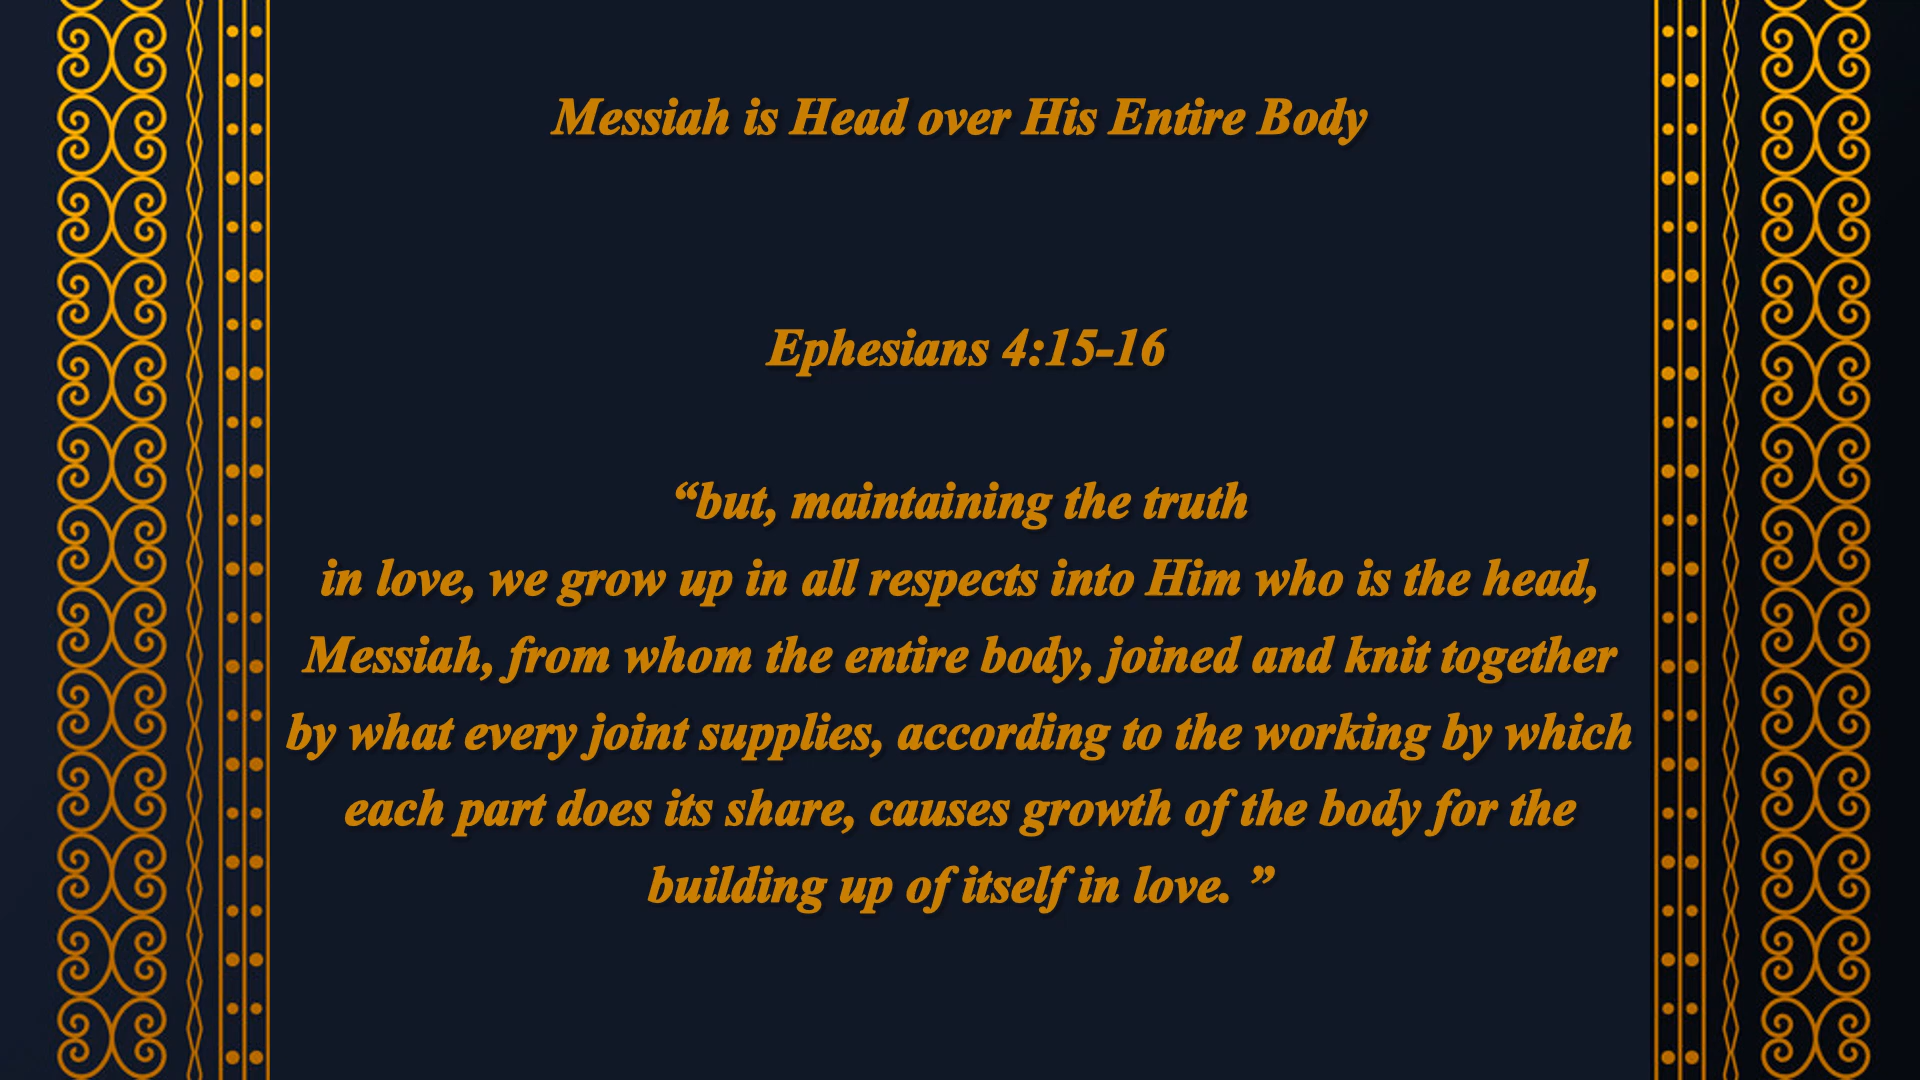 Messiah is Head over His Entire Body
Ephesians 4:15-16
“but, maintaining the truth
in love, we grow up in all respects into Him who is the head,
Messiah, from whom the entire body, joined and knit together
by what every joint supplies, according to the working by which
each part does its share, causes growth of the body for the
building up of itself in love. ”